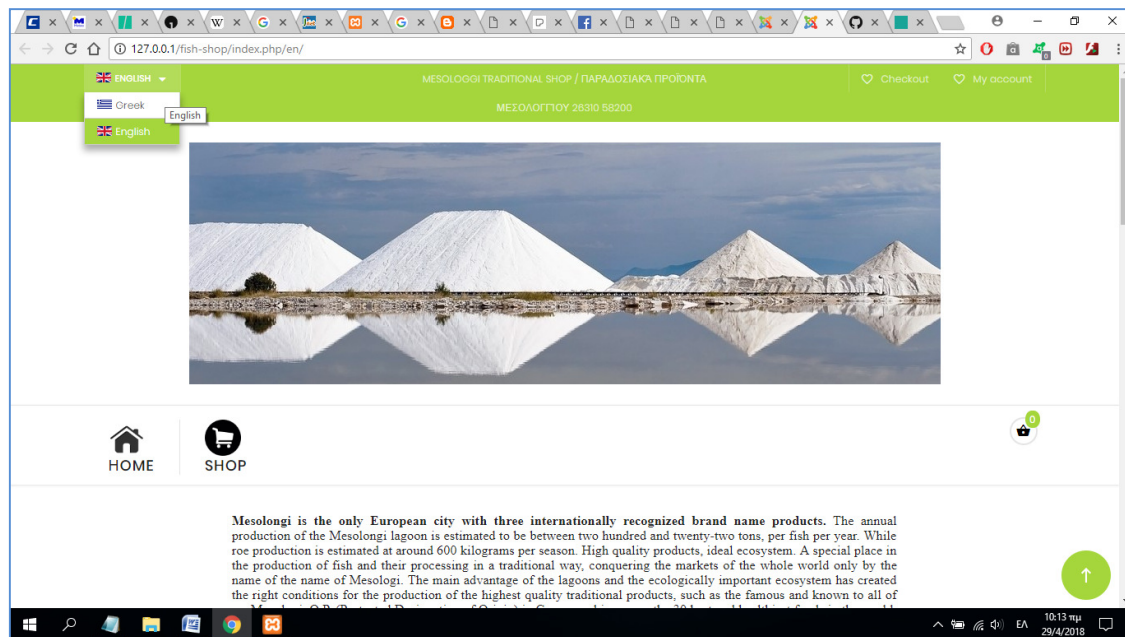 127.0.0.1/fish-shop/index.php/en/
ENGLISH
MESOLOGGI TRADITIONAL SHOP / ΠΑΡΑΔΟΣΙΑΚΆ ΠΡΟΪΌΝΤΑ
Checkout
My account
Greek
English
ΜΕΣΟΛΟΓΓΊΟΥ 26310 58200
English
0
HOME
SHOP
Mesolongi is the only European city with three internationally recognized brand name products. The annual
production of the Mesolongi lagoon is estimated to be between two hundred and twenty-two tons, per fish per year. While
roe production is estimated at around 600 kilograms per season. High quality products, ideal ecosystem. A special place in
the production of fish and their processing in a traditional way, conquering the markets of the whole world only by the
name of the name of Mesologi. The main advantage of the lagoons and the ecologically important ecosystem has created
the right conditions for the production of the highest quality traditional products, such as the famous and known to all of
ΕΛ
10:13 πμ
29/4/2018